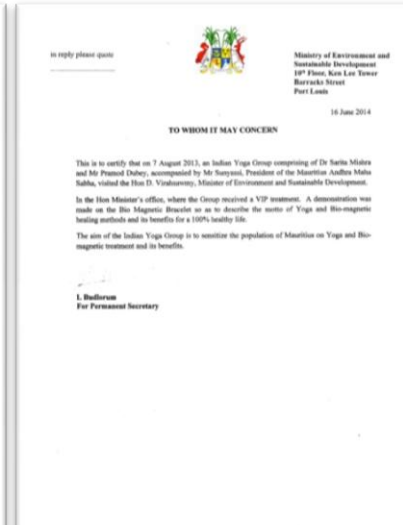 in reply please quote
Ministry of Environment and
Sustainable Development
10th Floor, Ken Lee Tower
Barracks Street
Port Louis
16 June 2014
TO WHOM IT MAY CONCERN
This is to certify that on 7 August 2013, an Indian Yoga Group comprising of Dr Sarita Mishra
and Mr Pramod Dubey, accompanied by Mr Sunyassi, President of the Mauritius Andhra Maha
Sabha, visited the Hon D. Virahsawmy, Minister of Environment and Sustainable Development.
In the Hon Minister's office, where the Group received a VIP treatment. A demonstration was
made on the Bio Magnetic Bracelet so as to describe the motto of Yoga and Bio-magnetic
healing methods and its benefits for a 100% healthy life.
The aim of the Indian Yoga Group is to sensitize the population of Mauritius on Yoga and Bio-
magnetic treatment and its benefits.
I.
For Permanent Secretary